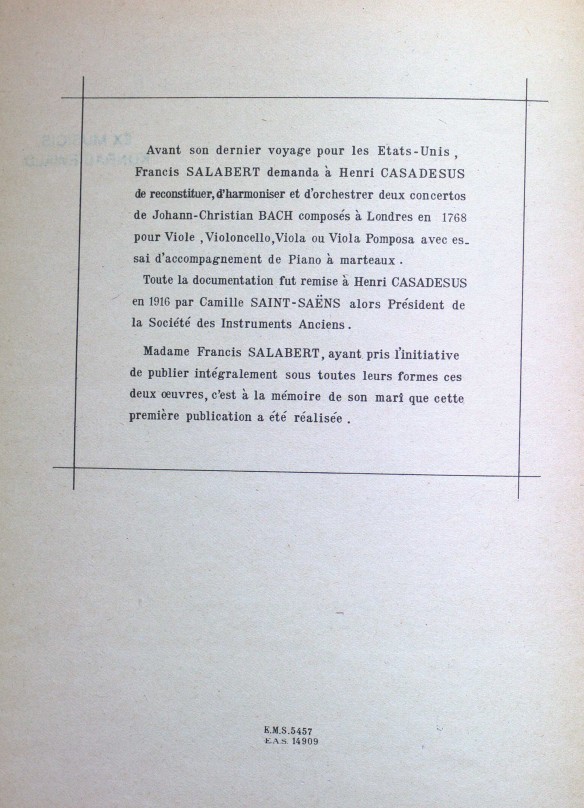 Avant son dernier voyage pour les Etats-Unis,
Francis SALABERT demanda à Henri CASADESUS
de reconstituer, d'harmoniser et d'orchestrer deux concertos
de Johann-Christian BACH composés à Londres en 1768
pour Viole, Violoncello, Viola ou Viola Pomposa avec es-
sai d'accompagnement de Piano à marteaux.
Toute la documentation fut remise à Henri CASADESUS
en 1916 par Camille SAINT-SAËNS alors Président de
la Société des Instruments Anciens.
Madame Francis SALABERT, ayant pris l'initiative
de publier intégralement sous toutes leurs formes ces
deux œuvres, c'est à la mémoire de son mari que cette
première publication a été réalisée.
E.M.S. 5457
E.A.S. 14909